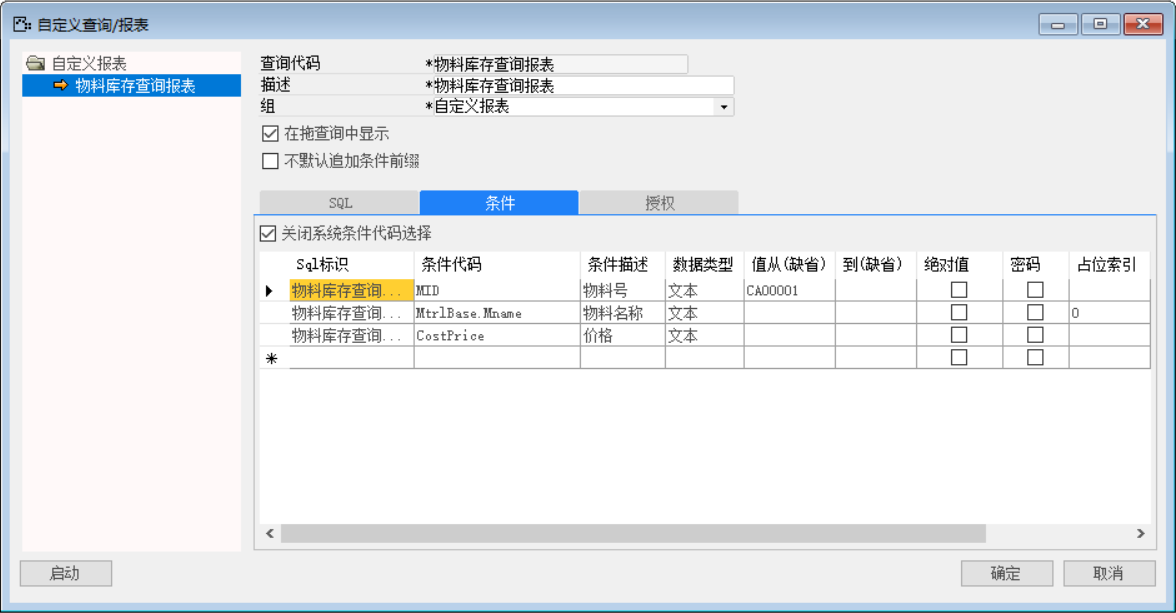 自定义查询/报表
自定义报表
物料库存查询报表
查询代码 *物料库存查询报表
描述 *物料库存查询报表
组 *自定义报表
在拖查询中显示
不默认追加条件前缀
SQL 条件 授权
关闭系统条件代码选择
Sql标识 条件代码 条件描述 数据类型 值从(缺省) 到(缺省) 绝对值 密码 占位索引
物料库存查询... MID 物料号 文本 CA00001
物料库存查询... MtrlBase.Mname 物料名称 文本 0
物料库存查询... CostPrice 价格 文本
*
启动 确定 取消